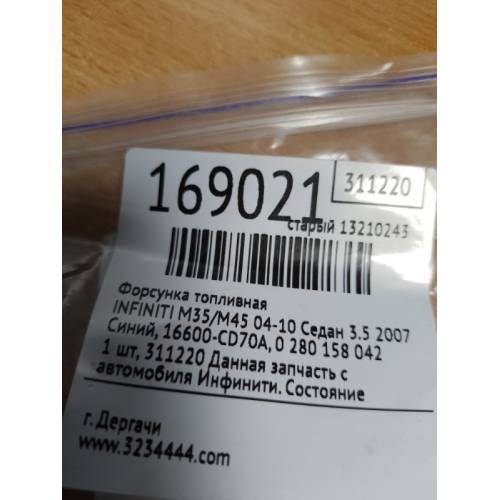 169021
311220
старый 13210243
Форсунка топливная
INFINITI M35/M45 04-10 Седан 3.5 2007
Синий, 16600-CD70A, 0 280 158 042
1 шт, 311220 Данная запчасть с
автомобиля Инфинити. Состояние
г. Дергачи
www.3234444.com